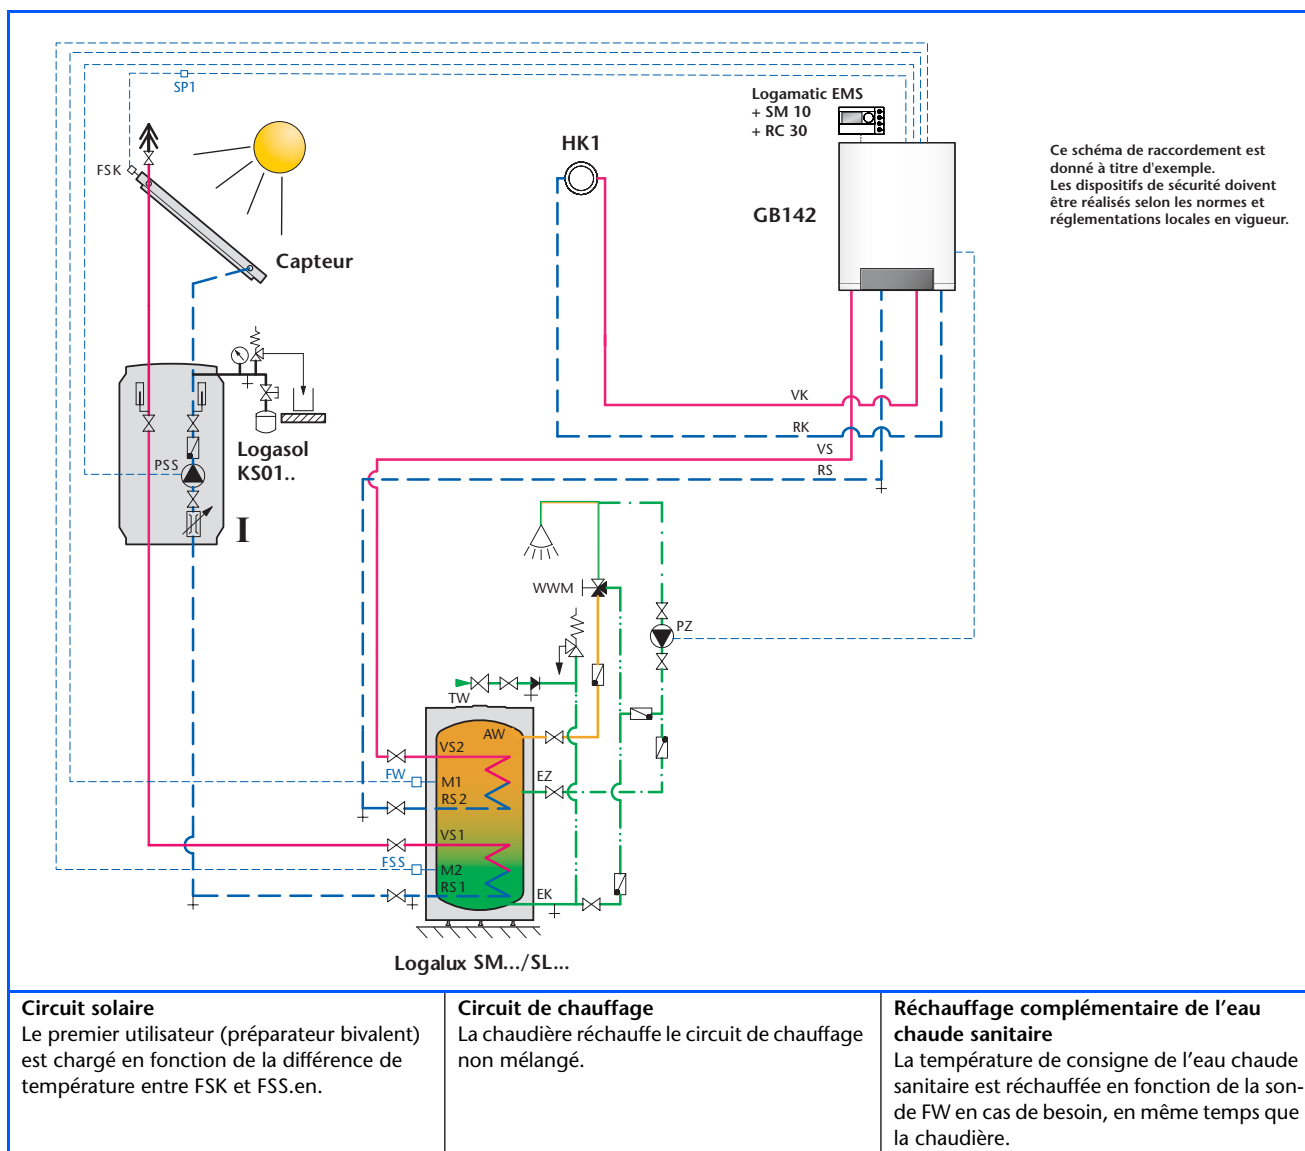 SP1
Logamatic EMS
+ SM 10
+ RC 30
HK1
Ce schéma de raccordement est
donné à titre d'exemple.
Les dispositifs de sécurité doivent
être réalisés selon les normes et
réglementations locales en vigueur.
FSK
GB142
Capteur
VK
RK
Logasol
KS01..
VS
PSS
RS
I
WWM
PZ
TW
AW
VS2
FW
M1
EZ
RS2
VS1
FSS
M2
RS1
EK
Logalux SM.../SL...
Circuit solaire
Le premier utilisateur (préparateur bivalent)
est chargé en fonction de la différence de
température entre FSK et FSS.en.
Circuit de chauffage
La chaudière réchauffe le circuit de chauffage
non mélangé.
Réchauffage complémentaire de l’eau
chaude sanitaire
La température de consigne de l’eau chaude
sanitaire est réchauffée en fonction de la son-
de FW en cas de besoin, en même temps que
la chaudière.